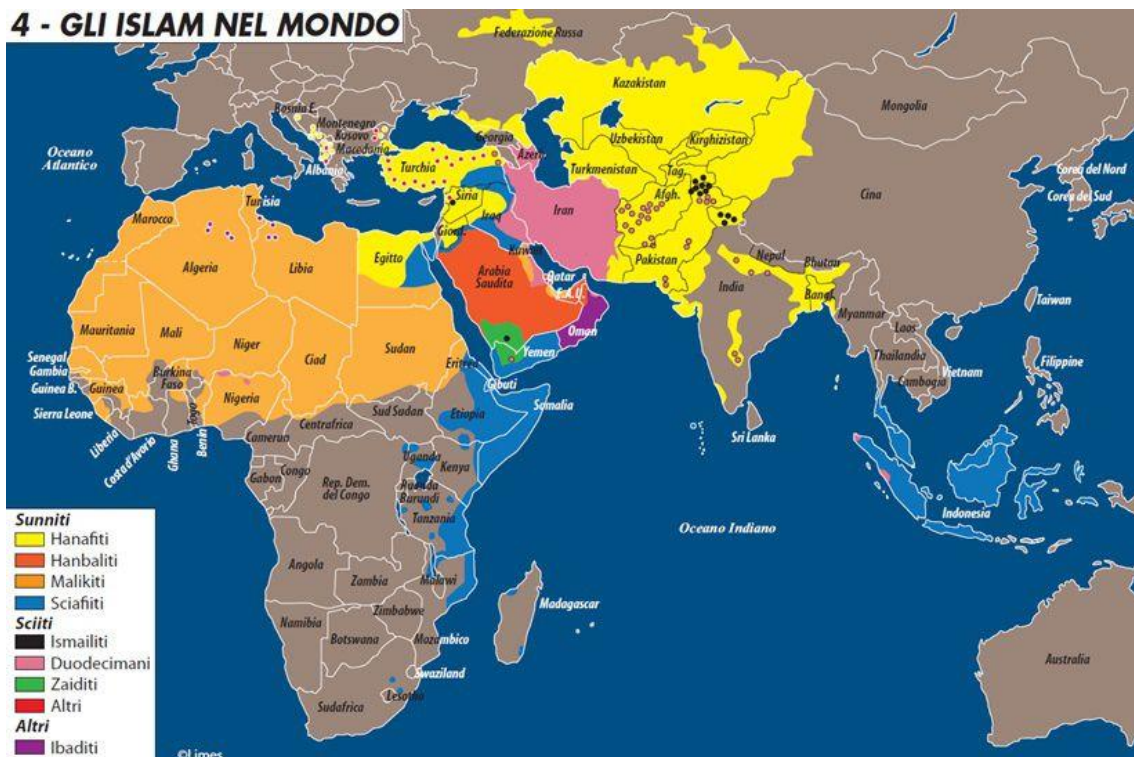 4 - GLI ISLAM NEL MONDO
Federazione Russa
Kazakistan
Mongolia
Bosnia E.
Montenegro
Kosovo
Macedonia
Albania
Georgia
Azerb.
Uzbekistan
Kirghizistan
Turkmenistan
Tag.
Oceano
Atlantico
Turchia
Siria
Iraq
Iran
Afgh.
Cina
Corea del Nord
Corea del Sud
Marocco
Tunisia
Algeria
Libia
Egitto
Giord.
Kuwait
Arabia
Saudita
Qatar
E.A.U.
Oman
Pakistan
Nepal
Bhutan
India
Bangl.
Myanmar
Laos
Thailandia
Vietnam
Cambogia
Taiwan
Filippine
Mauritania
Mali
Niger
Ciad
Sudan
Eritrea
Yemen
Gibuti
Somalia
Senegal
Gambia
Guinea B.
Guinea
Sierra Leone
Liberia
Costa d'Avorio
Burkina
Faso
Ghana
Togo
Benin
Nigeria
Camerun
Centrafrica
Sud Sudan
Etiopia
Sri Lanka
Gabon
Congo
Rep. Dem.
del Congo
Uganda
Kenya
Ruanda
Burundi
Tanzania
Oceano Indiano
Indonesia
Angola
Zambia
Malawi
Zimbabwe
Mozambico
Madagascar
Namibia
Botswana
Swaziland
Lesotho
Sudafrica
Australia
Sunniti
Hanafiti
Hanbaliti
Malikiti
Sciafiiti
Sciiti
Ismailiti
Duodecimani
Zaiditi
Altri
Altri
Ibaditi
©Limes